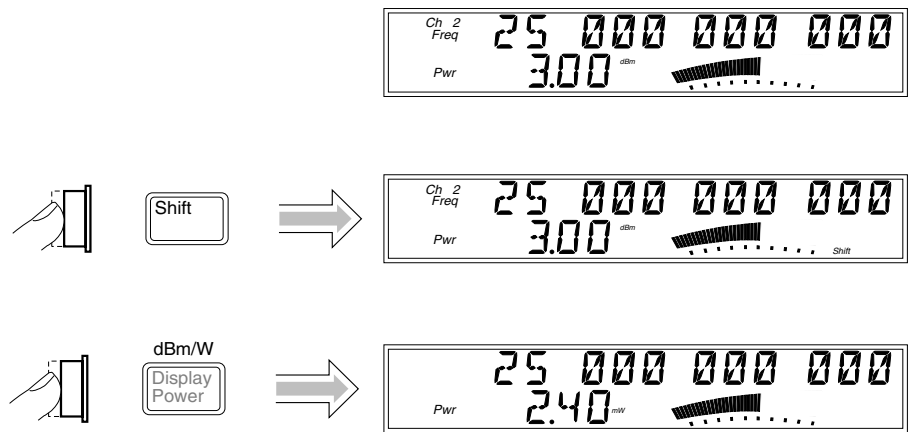 Ch 2
Freq 25 000 000 000
Pwr 3.00 dBm
Shift
Ch 2
Freq 25 000 000 000
Pwr 3.00 dBm
Shift
dBm/W
Display
Power
25 000 000 000
Pwr 2.40 mW